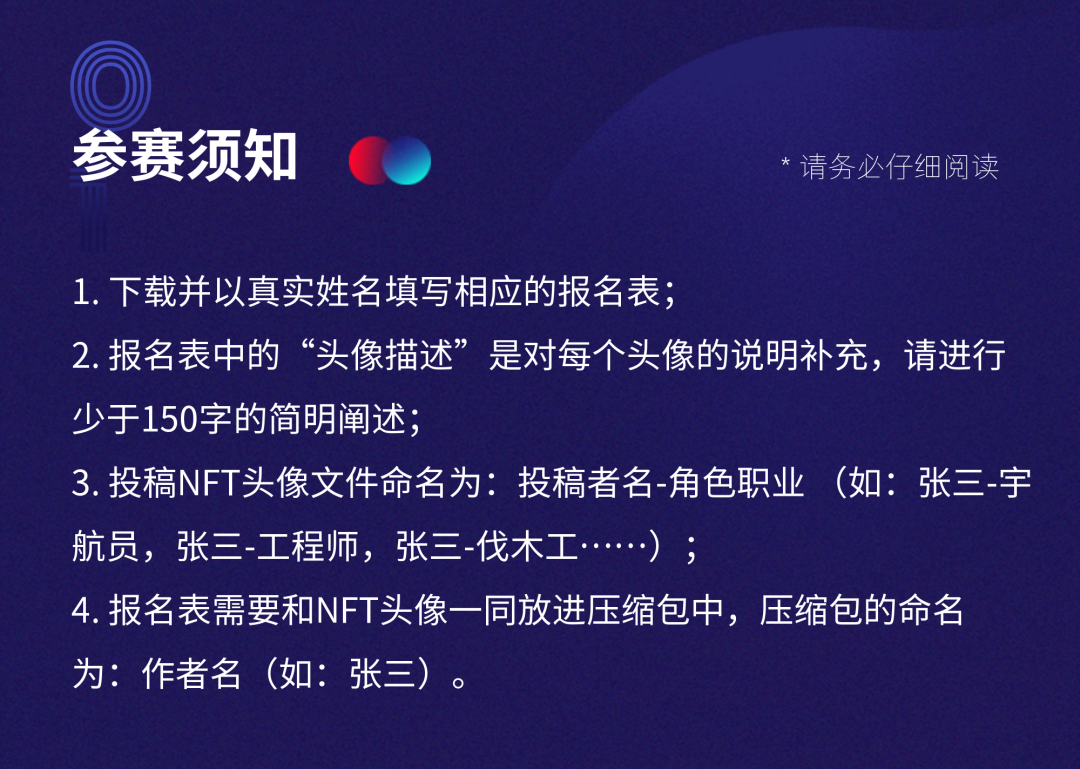 参赛须知
* 请务必仔细阅读
1. 下载并以真实姓名填写相应的报名表；
2. 报名表中的“头像描述”是对每个头像的说明补充，请进行
少于150字的简明阐述；
3. 投稿NFT头像文件命名为：投稿者名-角色职业 （如：张三-宇
航员，张三-工程师，张三-伐木工……）；
4. 报名表需要和NFT头像一同放进压缩包中，压缩包的命名
为：作者名（如：张三）。